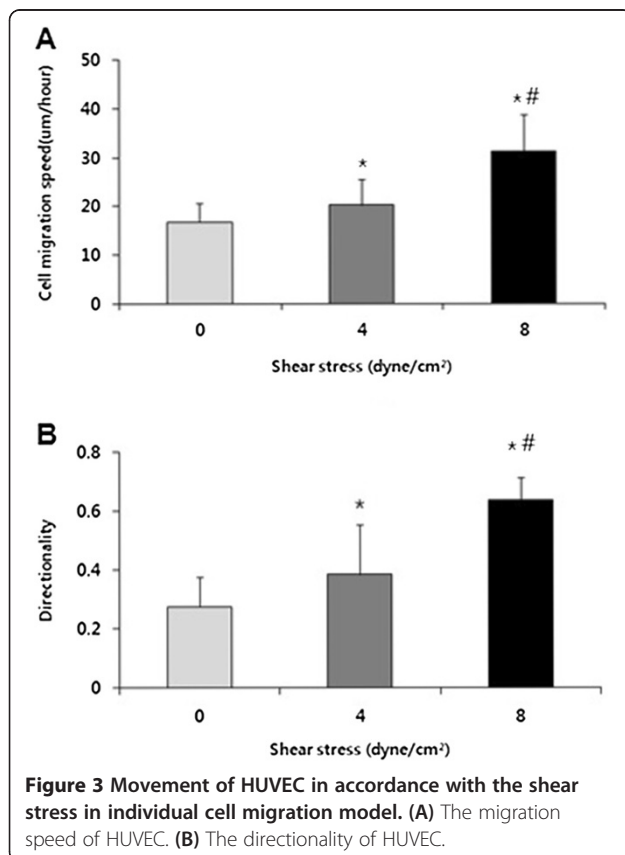 A
Cell migration speed(um/hour)
50
40
30
20
10
0
*
* #
0 4 8
Shear stress (dyne/cm²)
B
Directionality
0.8
0.6
0.4
0.2
0
*
* #
0 4 8
Shear stress (dyne/cm²)
Figure 3 Movement of HUVEC in accordance with the shear
stress in individual cell migration model. (A) The migration
speed of HUVEC. (B) The directionality of HUVEC.